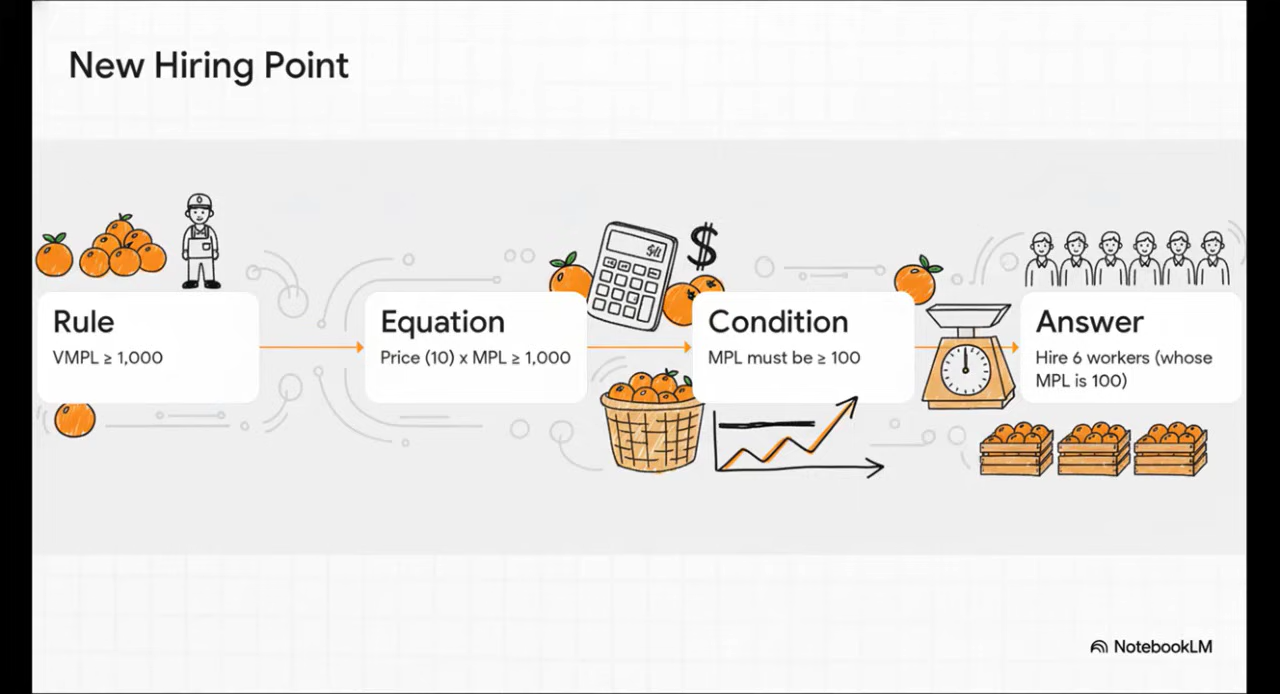 New Hiring Point
Rule
VMPL ≥ 1,000
Equation
Price (10) x MPL ≥ 1,000
$
Condition
MPL must be ≥ 100
Answer
Hire 6 workers (whose
MPL is 100)
NotebookLM